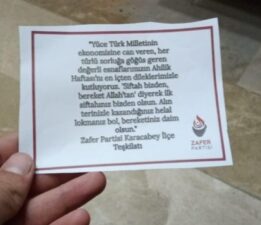 "Yüce Türk Milletinin
ekonomisine can veren, her
türlü zorluğa göğüs geren
değerli esnaflarımızın Ahilik
Haftası'nı en içten dileklerimizle
kutluyoruz. 'Siftah bizden,
bereket Allah'tan' diyerek ilk
siftahınız bizden olsun. Alın
terinizle kazandığınız helal
lokmanız bol, bereketiniz daim
olsun."
Zafer Partisi Karacabey İlçe
Teşkilatı
ZAFER
PARTİSİ